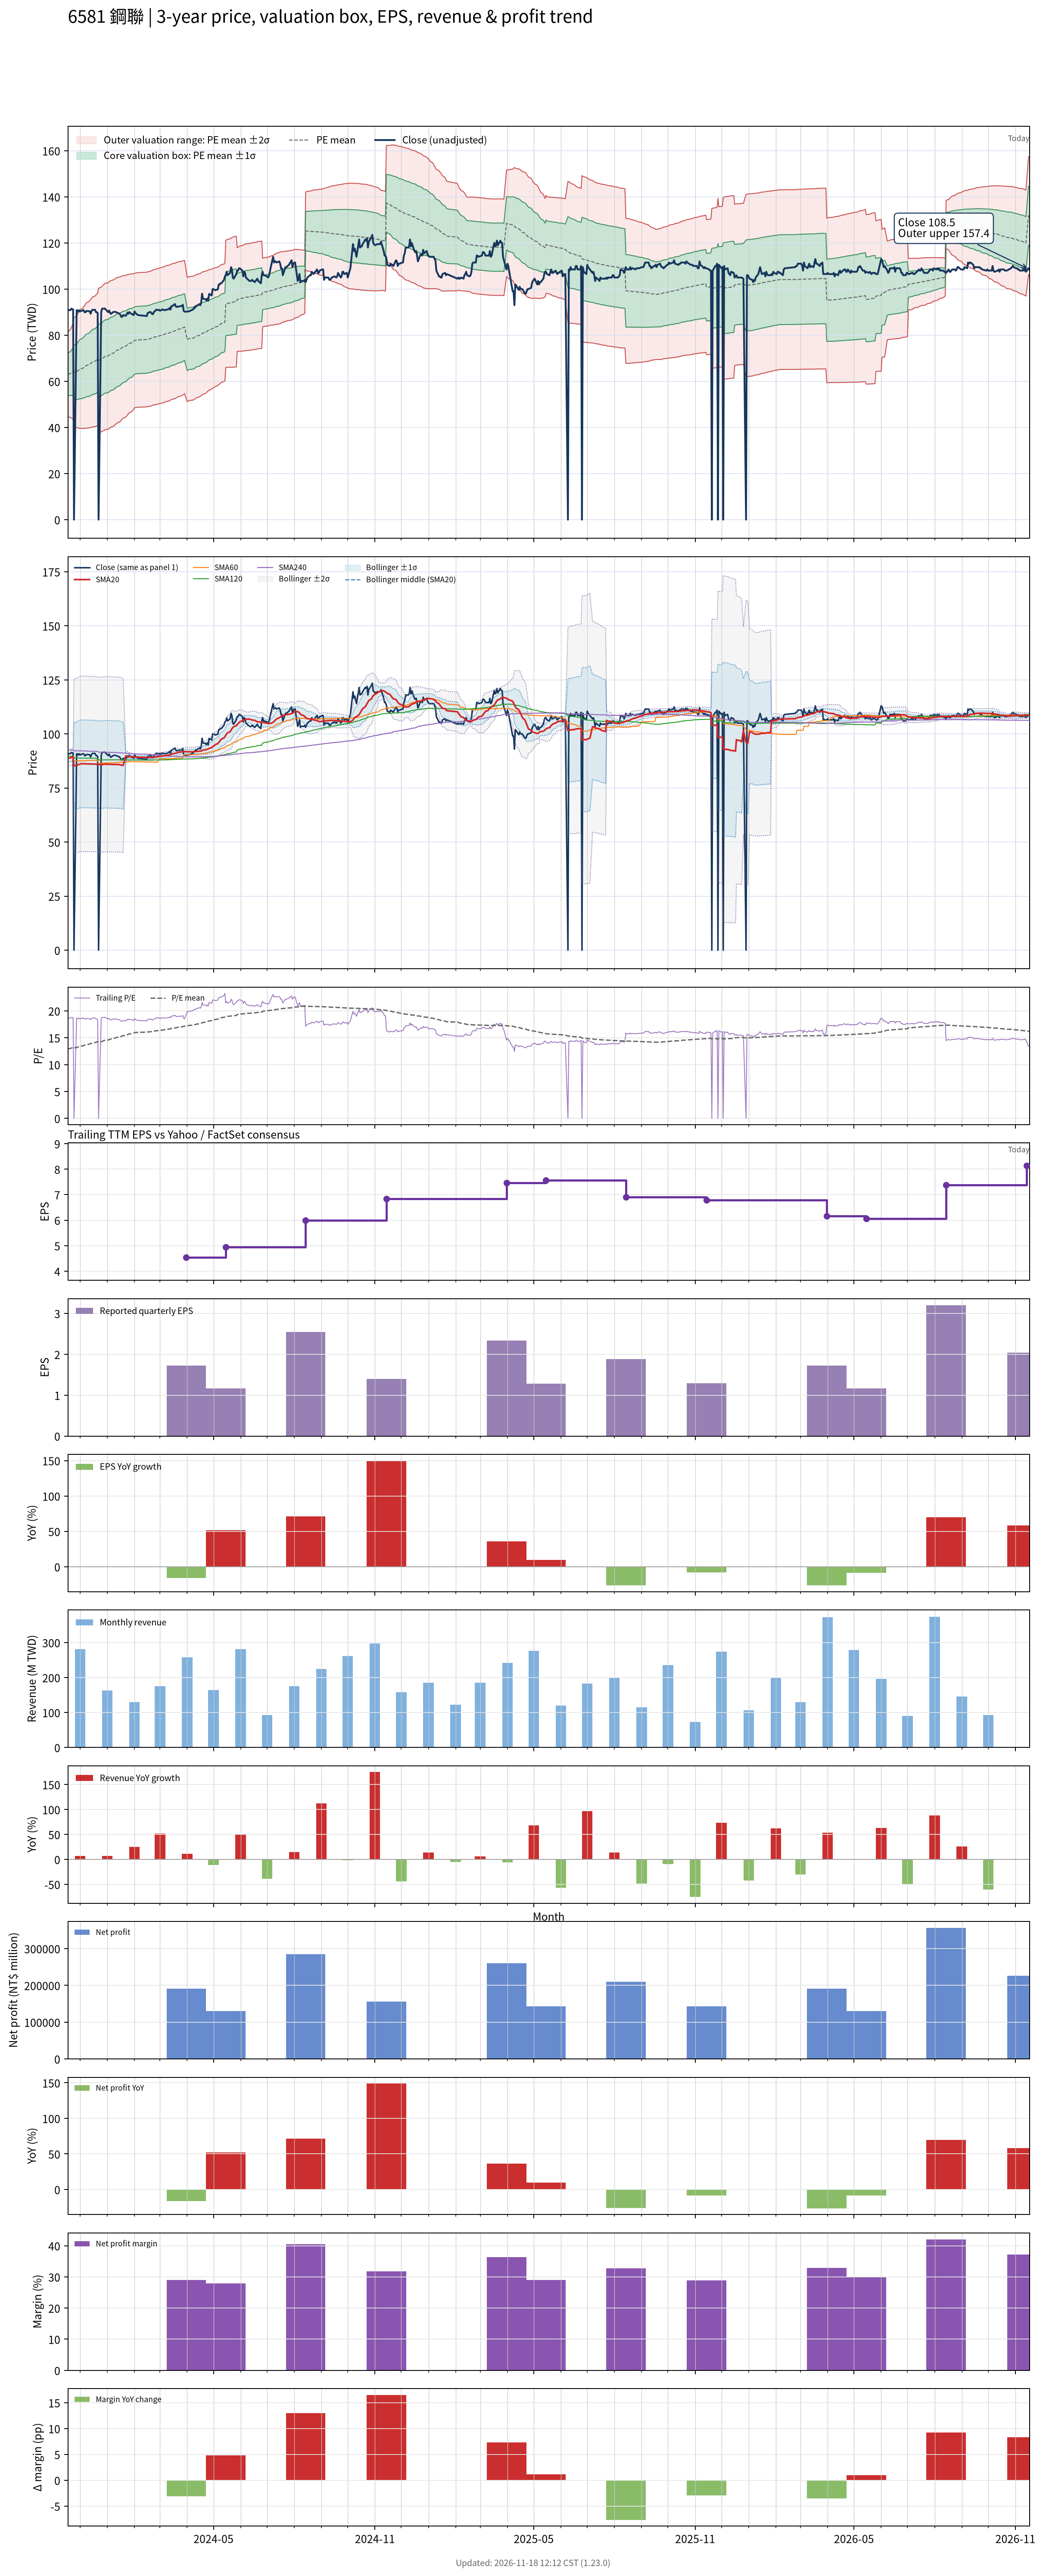 6581 鋼聯 | 3-year price, valuation box, EPS, revenue & profit trend
Outer valuation range: PE mean ±2σ
Core valuation box: PE mean ±1σ
PE mean
Close (unadjusted)
Today
Close 108.5
Outer upper 157.4
Price (TWD)
160
140
120
100
80
60
40
20
0
Close (same as panel 1)
SMA20
SMA60
SMA120
SMA240
Bollinger ±2σ
Bollinger ±1σ
Bollinger middle (SMA20)
Price
175
150
125
100
75
50
25
0
Trailing P/E
P/E mean
P/E
20
15
10
5
0
Trailing TTM EPS vs Yahoo / FactSet consensus
Today
EPS
9
8
7
6
5
4
Reported quarterly EPS
EPS
3
2
1
0
EPS YoY growth
YoY (%)
150
100
50
0
Monthly revenue
Revenue (M TWD)
300
200
100
0
Revenue YoY growth
YoY (%)
150
100
50
0
-50
Month
Net profit
Net profit (NT$ million)
300000
200000
100000
0
Net profit YoY
YoY (%)
150
100
50
0
Net profit margin
Margin (%)
40
30
20
10
0
Margin YoY change
Δ margin (pp)
15
10
5
0
-5
2024-05
2024-11
2025-05
2025-11
2026-05
2026-11
Updated: 2026-11-18 12:12 CST (1.23.0)